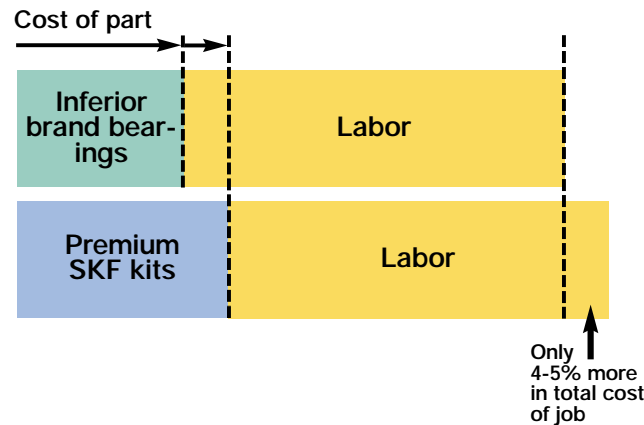 Cost of part
Inferior
brand bear-
ings
Labor
Premium
SKF kits
Labor
Only
4-5% more
in total cost
of job